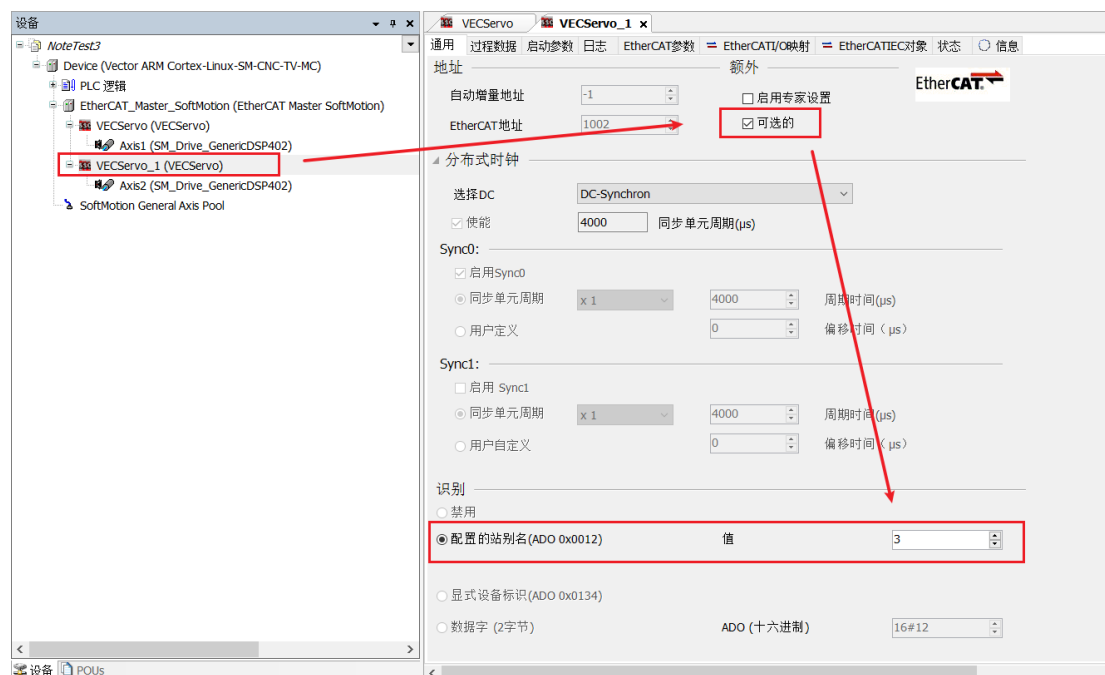 设备
NoteTest3
Device (Vector ARM Cortex-Linux-SM-CNC-TV-MC)
PLC 逻辑
EtherCAT_Master_SoftMotion (EtherCAT Master SoftMotion)
VECServo (VECServo)
Axis1 (SM_Drive_GenericDSP402)
VECServo_1 (VECServo)
Axis2 (SM_Drive_GenericDSP402)
SoftMotion General Axis Pool
设备 POUs
VECServo VECServo_1
通用 过程数据 启动参数 日志 EtherCAT参数 EtherCATI/O映射 EtherCATIEC对象 状态 信息
地址 额外
EtherCAT
自动增量地址 -1 启用专家设置
EtherCAT地址 1002 可选的
分布式时钟
选择DC DC-Synchron
使能 4000 同步单元周期(µs)
Sync0:
启用Sync0
同步单元周期 x 1 4000 周期时间(µs)
用户定义 0 偏移时间（µs）
Sync1:
启用 Sync1
同步单元周期 x 1 4000 周期时间(µs)
用户自定义 0 偏移时间（µs）
识别
禁用
配置的站别名(ADO 0x0012) 值 3
显式设备标识(ADO 0x0134)
数据字 (2字节) ADO (十六进制) 16#12